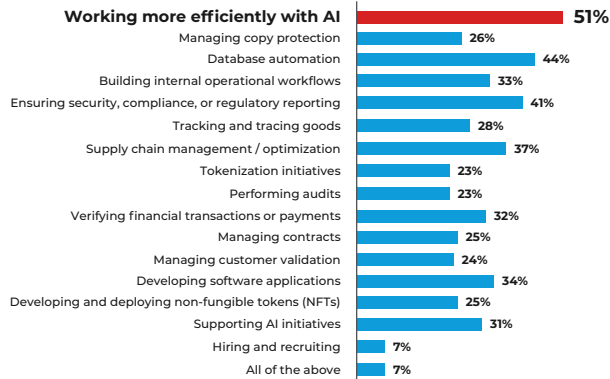 Working more efficiently with AI 51%
Managing copy protection 26%
Database automation 44%
Building internal operational workflows 33%
Ensuring security, compliance, or regulatory reporting 41%
Tracking and tracing goods 28%
Supply chain management / optimization 37%
Tokenization initiatives 23%
Performing audits 23%
Verifying financial transactions or payments 32%
Managing contracts 25%
Managing customer validation 24%
Developing software applications 34%
Developing and deploying non-fungible tokens (NFTs) 25%
Supporting AI initiatives 31%
Hiring and recruiting 7%
All of the above 7%